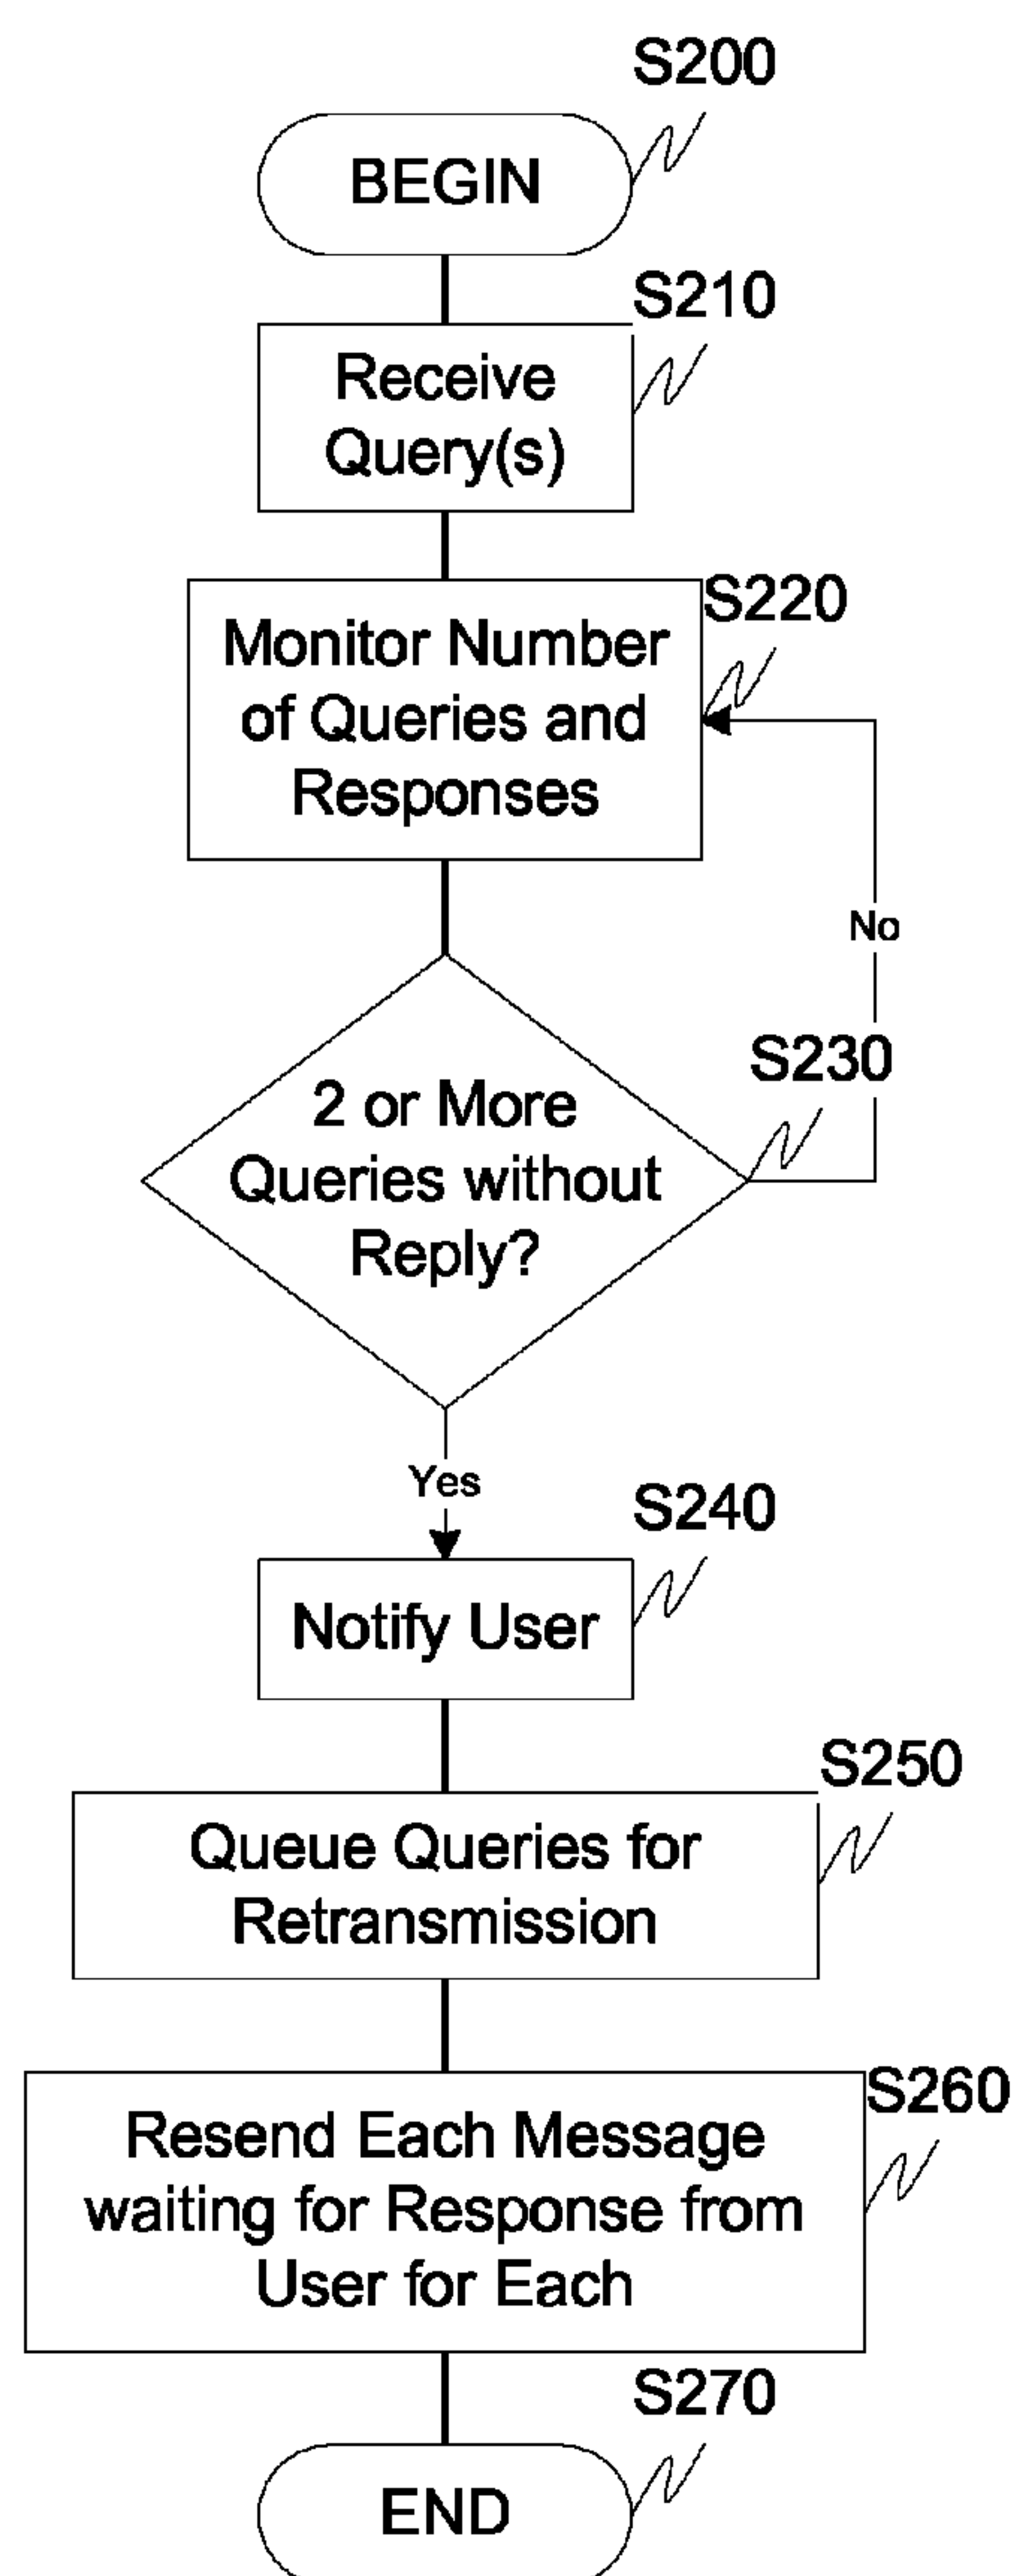 S200
BEGIN
S210
Receive
Query(s)
S220
Monitor Number
of Queries and
Responses
No
S230
2 or More
Queries without
Reply?
Yes
S240
Notify User
S250
Queue Queries for
Retransmission
S260
Resend Each Message
waiting for Response from
User for Each
S270
END